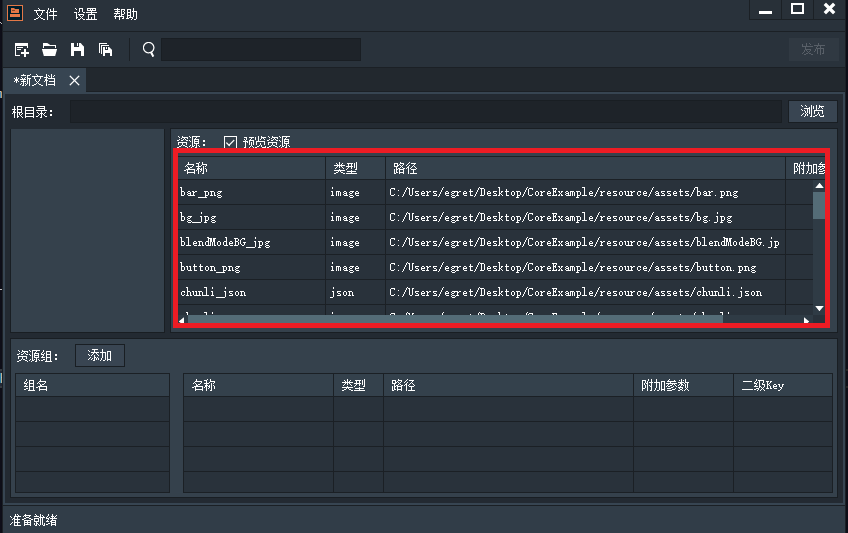 文件 设置 帮助
发布
*新文档
根目录: 浏览
资源: 预览资源
名称 类型 路径 附加参
bar_png image C:/Users/egret/Desktop/CoreExample/resource/assets/bar.png
bg_jpg image C:/Users/egret/Desktop/CoreExample/resource/assets/bg.jpg
blendModeBG_jpg image C:/Users/egret/Desktop/CoreExample/resource/assets/blendModeBG.jp
button_png image C:/Users/egret/Desktop/CoreExample/resource/assets/button.png
chunli_json json C:/Users/egret/Desktop/CoreExample/resource/assets/chunli.json
资源组: 添加
组名 名称 类型 路径 附加参数 二级Key
准备就绪